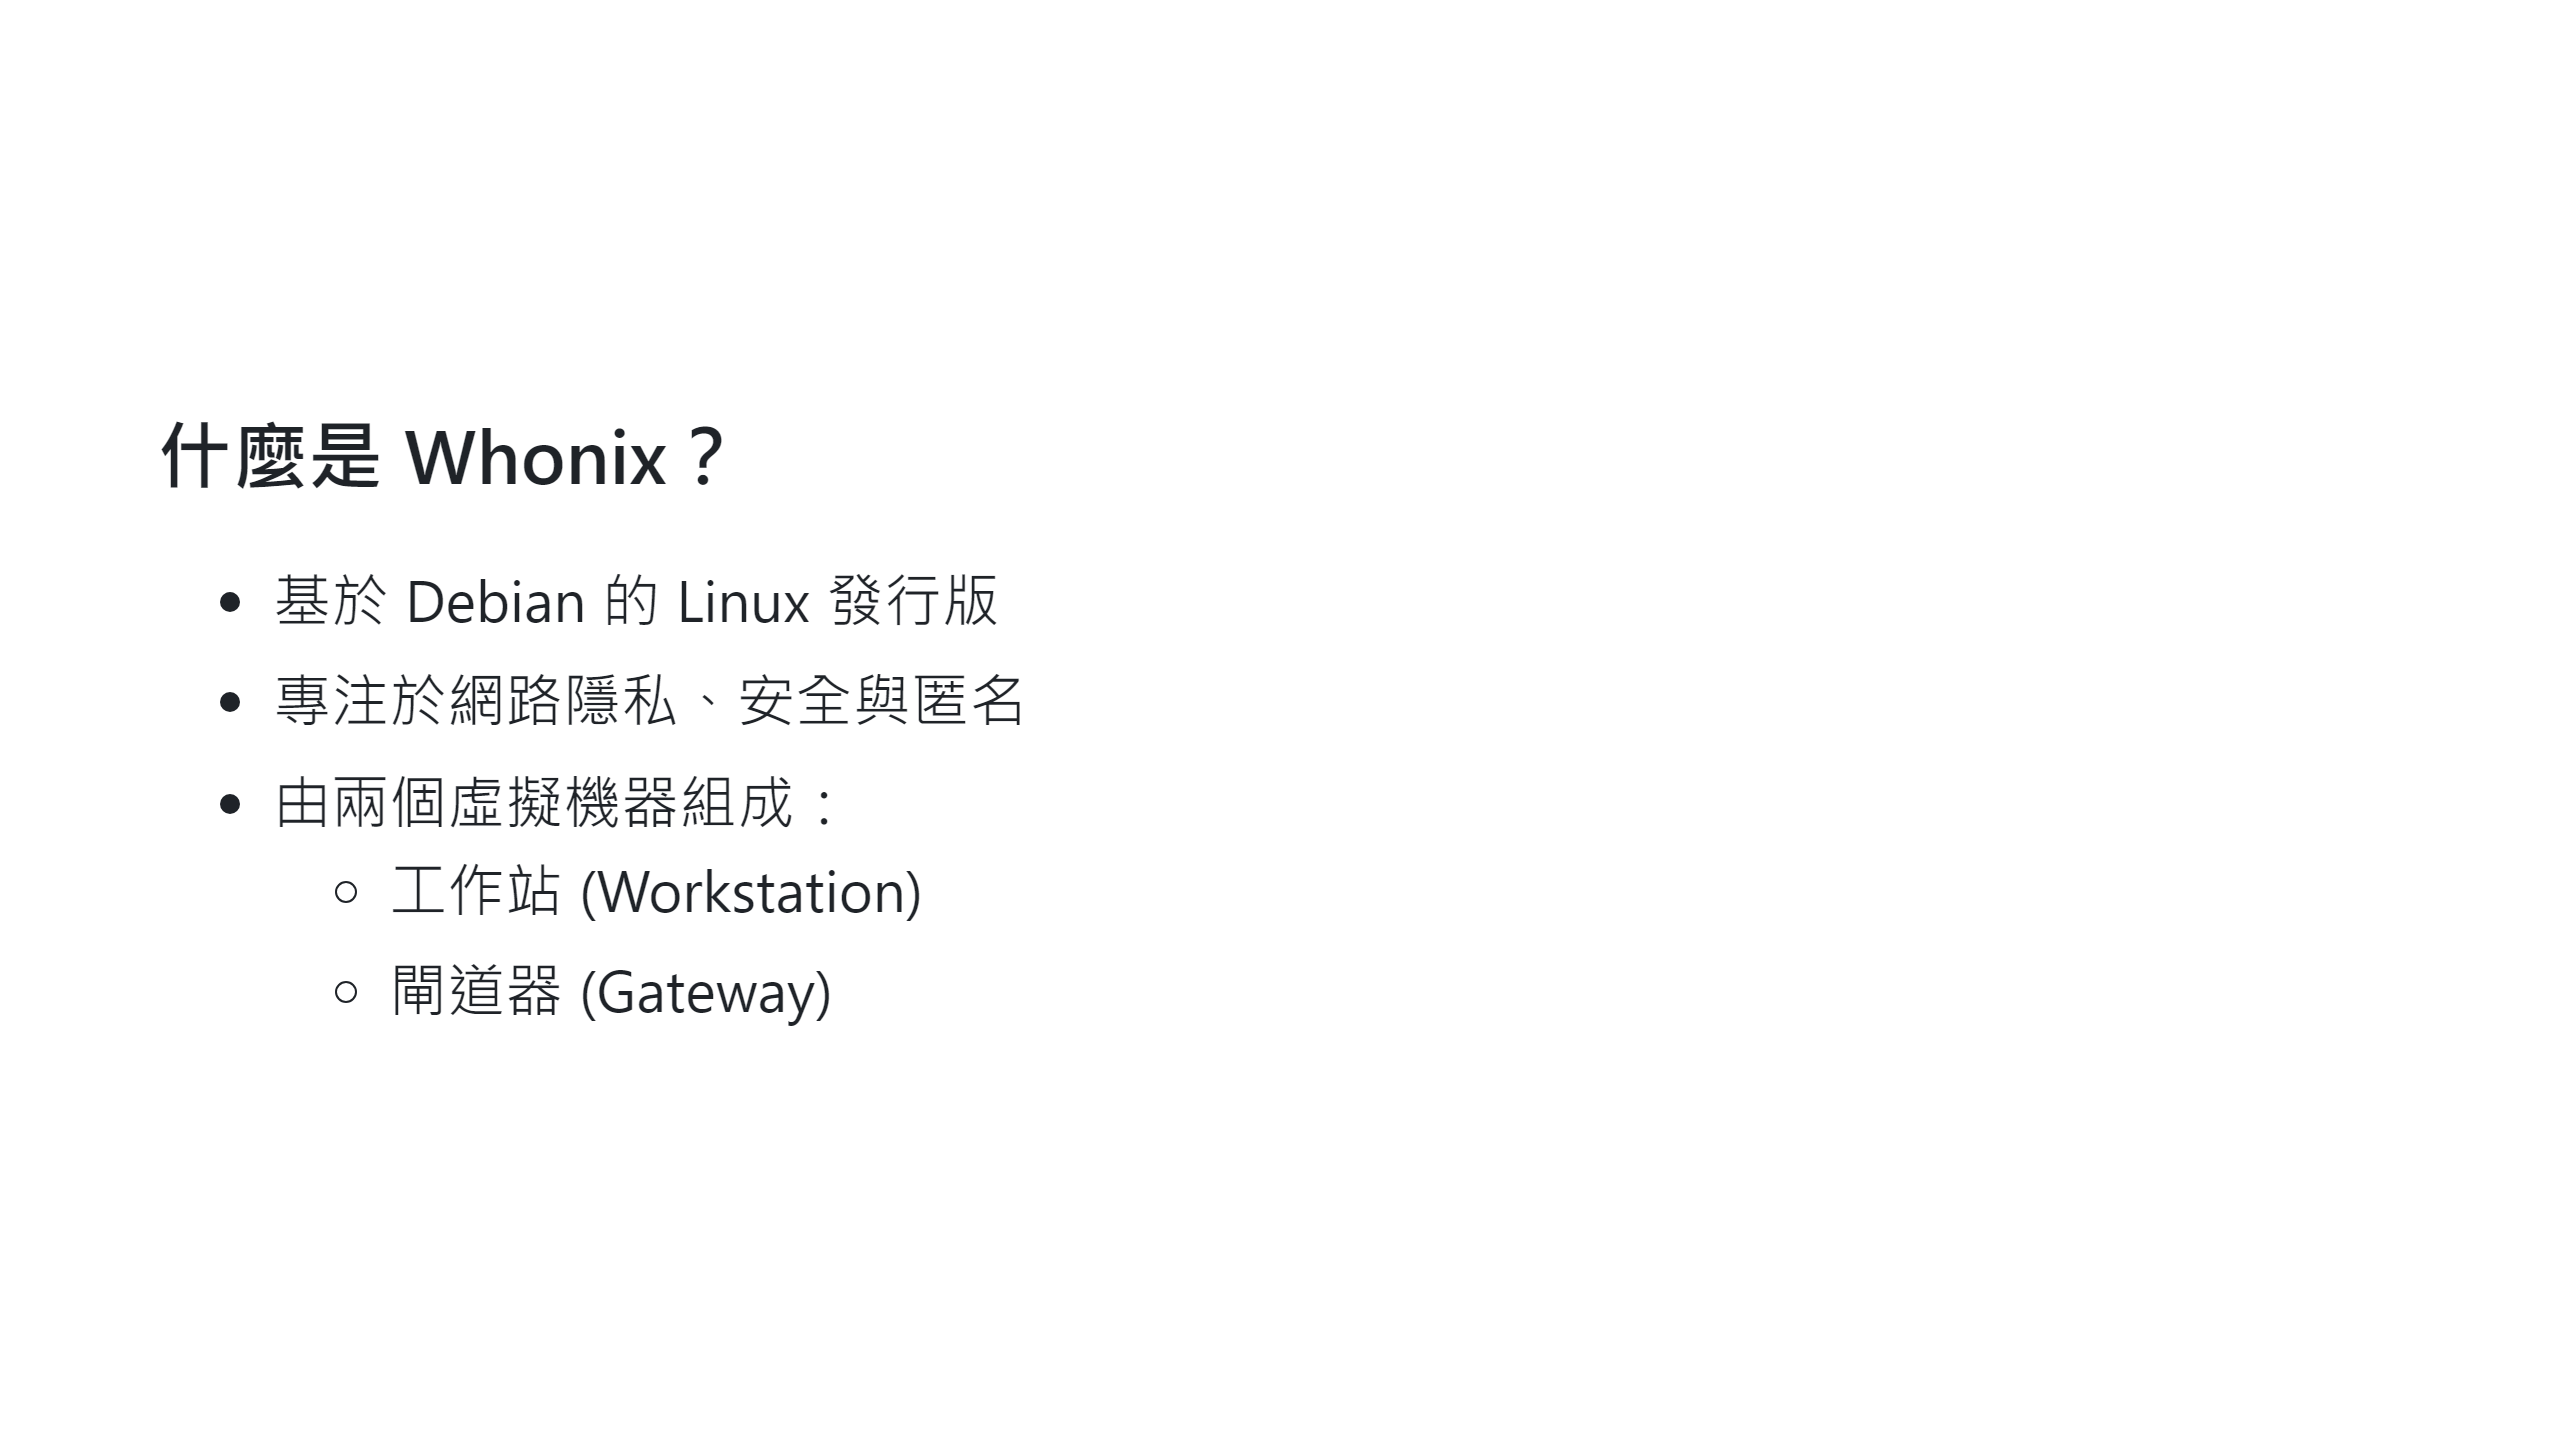 什麼是 Whonix？
基於 Debian 的 Linux 發行版
專注於網路隱私、安全與匿名
由兩個虛擬機器組成：
工作站 (Workstation)
閘道器 (Gateway)